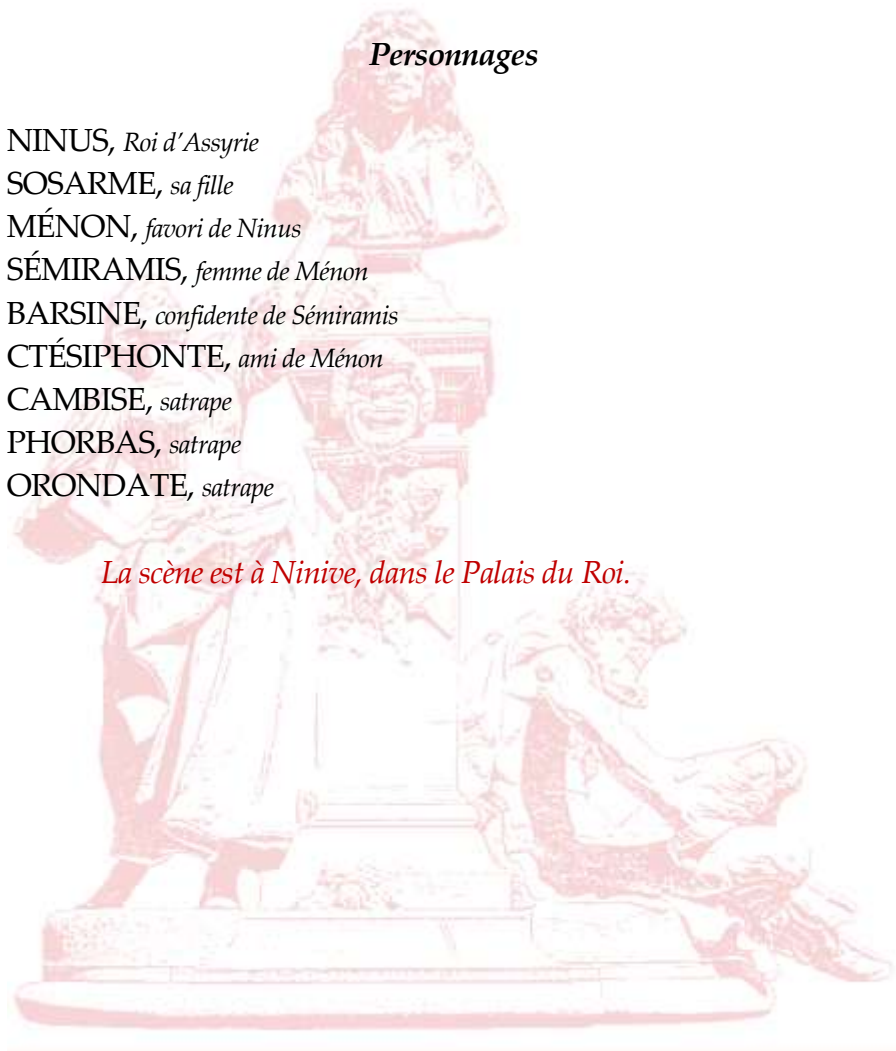 Personnages
NINUS, Roi d'Assyrie
SOSARME, sa fille
MÉNON, favori de Ninus
SÉMIRAMIS, femme de Ménon
BARSINE, confidente de Sémiramis
CTÉSIPHONTE, ami de Ménon
CAMBISE, satrape
PHORBAS, satrape
ORONDATE, satrape
La scène est à Ninive, dans le Palais du Roi.